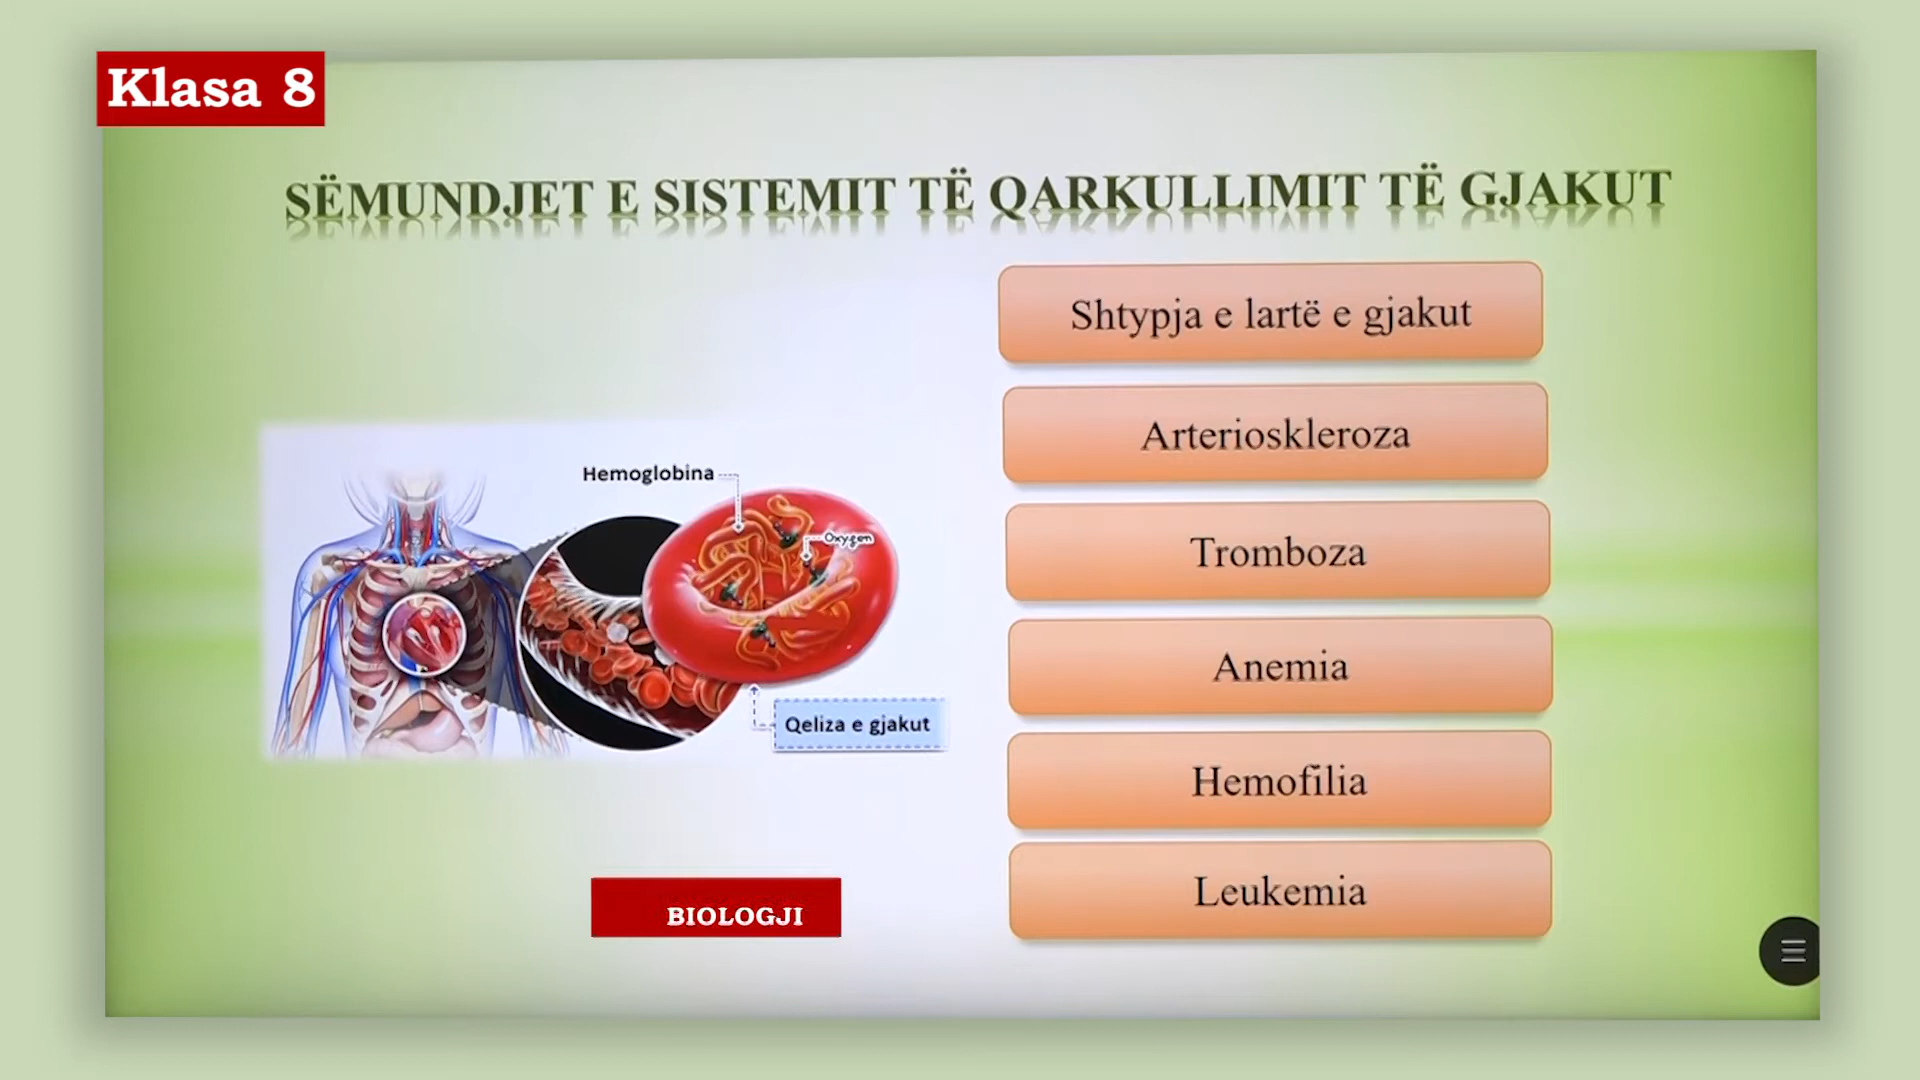 Klasa 8
SËMUNDJET E SISTEMIT TË QARKULLIMIT TË GJAKUT
Shtypja e lartë e gjakut
Arterioskleroza
Tromboza
Anemia
Hemofilia
Leukemia
Hemoglobina
Oxygen
Qeliza e gjakut
BIOLOGJI